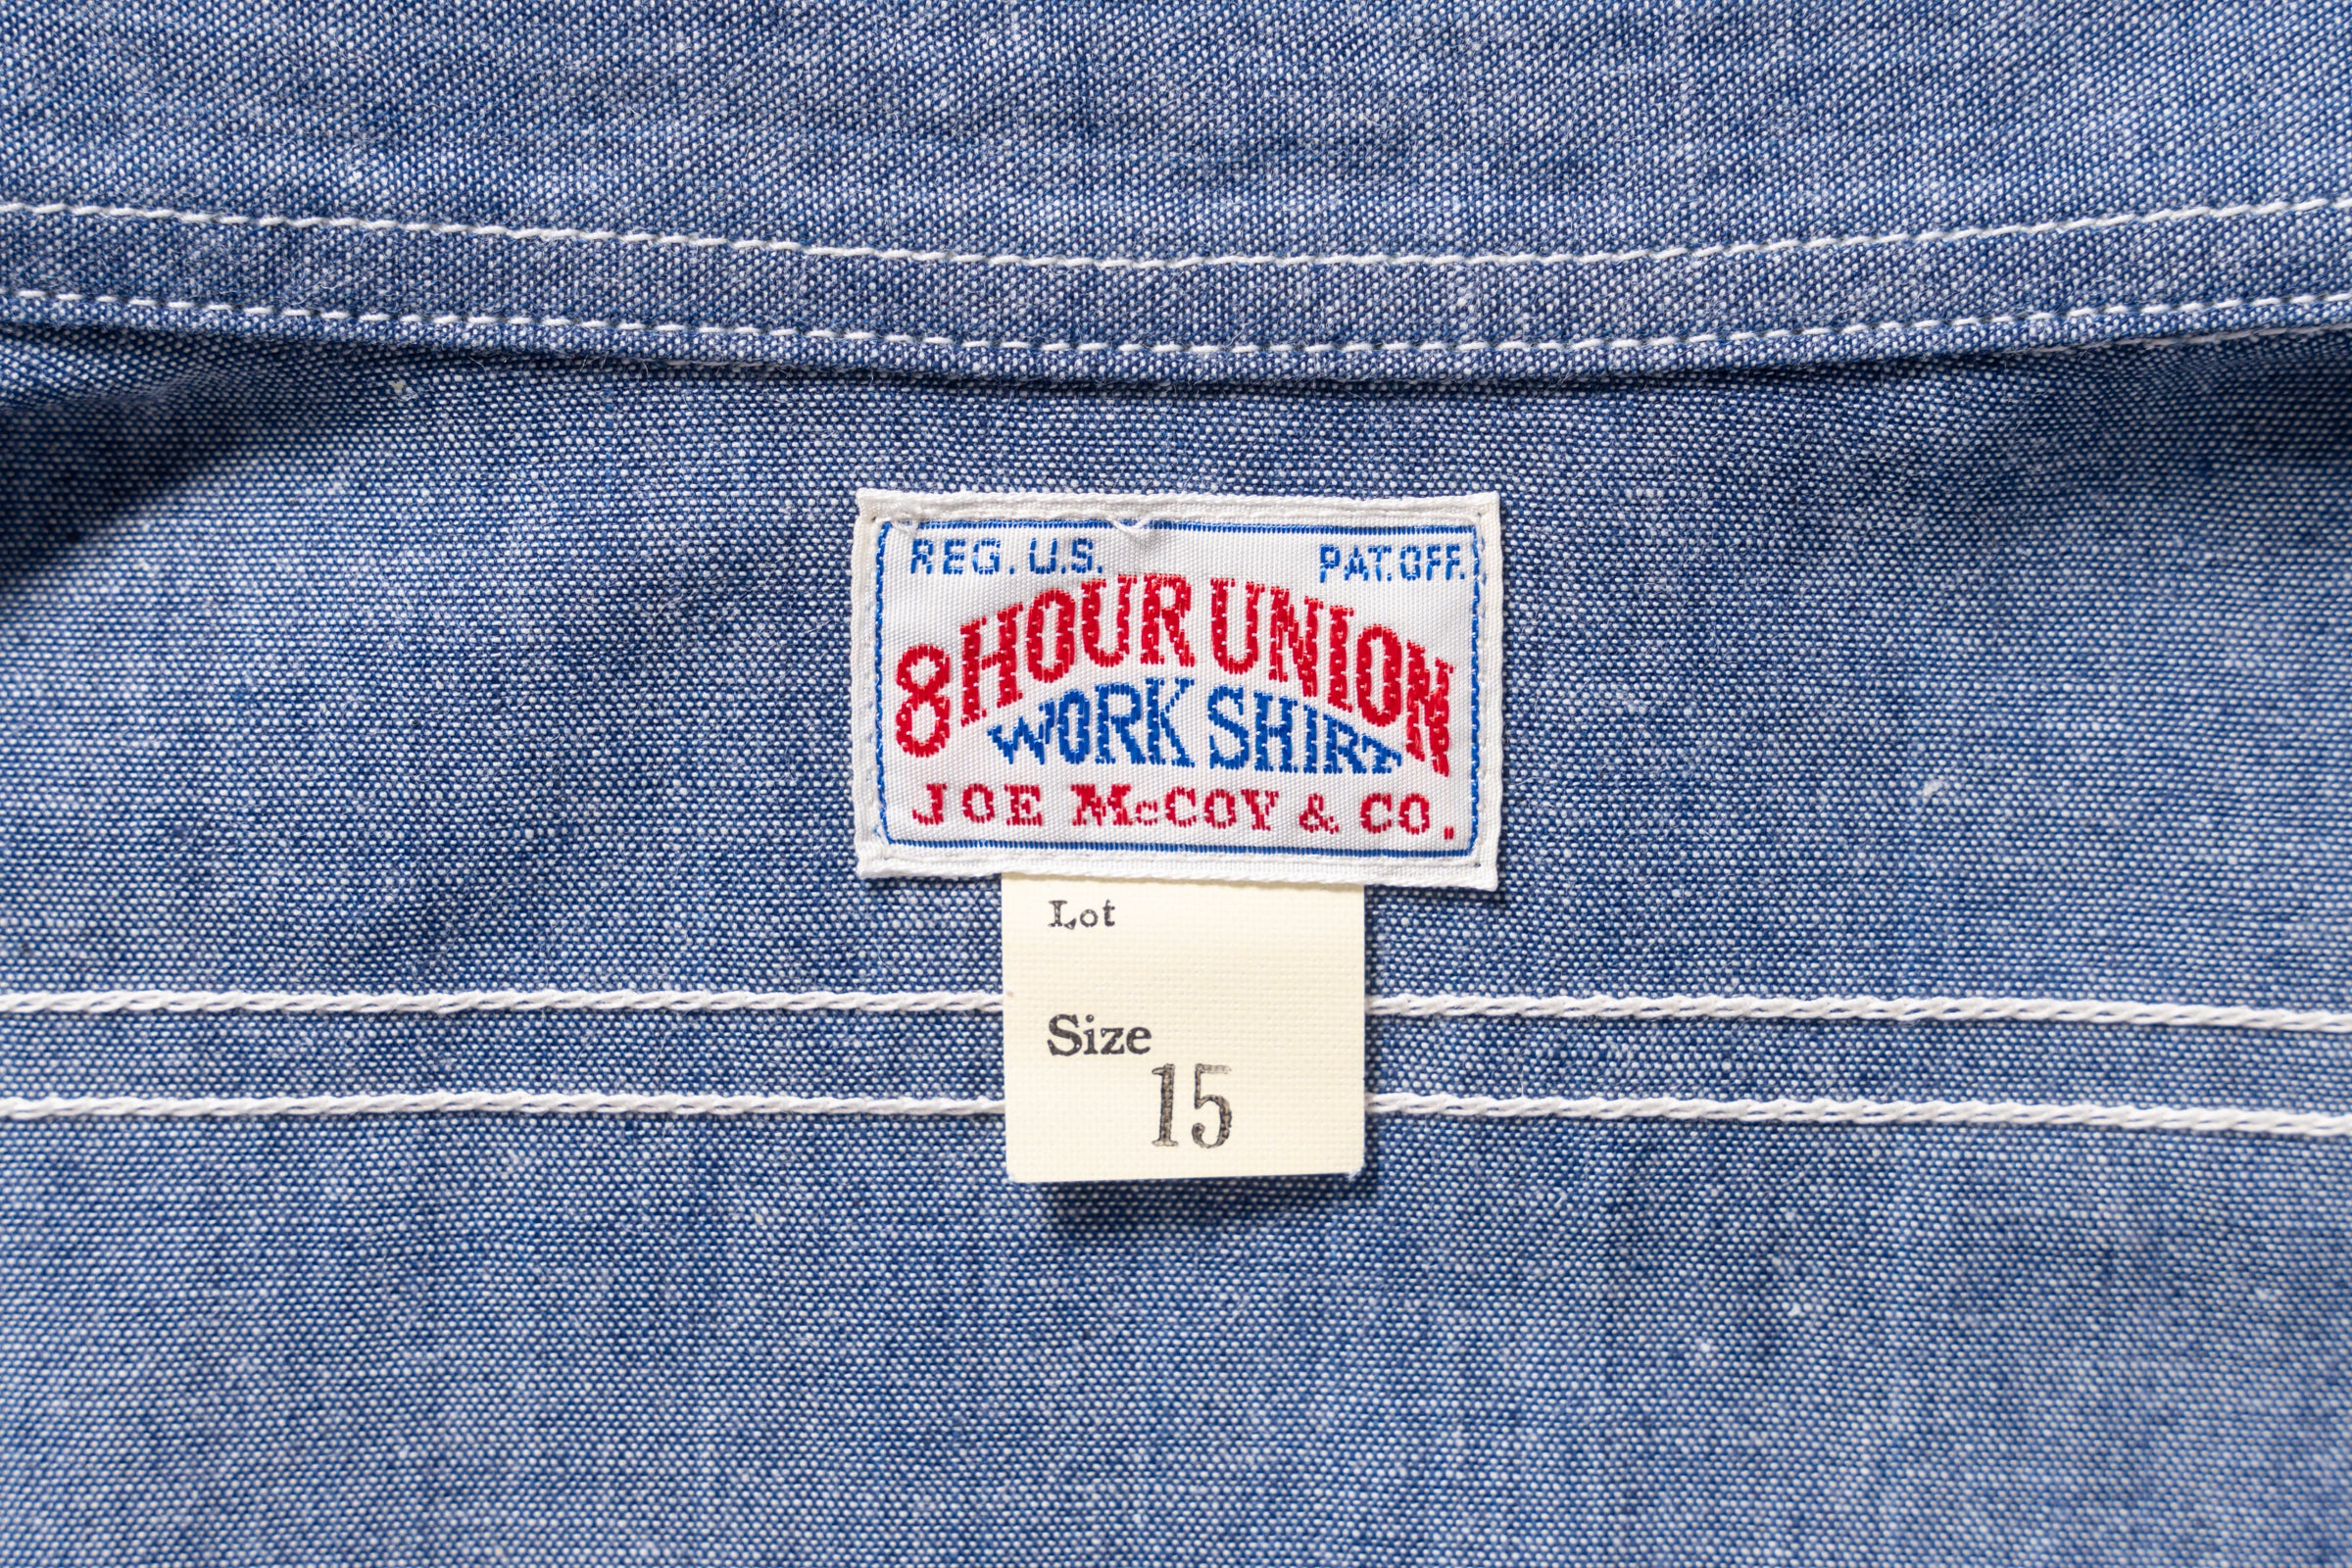 REG. U.S. PAT. OFF.
8 HOUR UNION
WORK SHIRT
JOE McCOY & CO.
Lot
Size
15